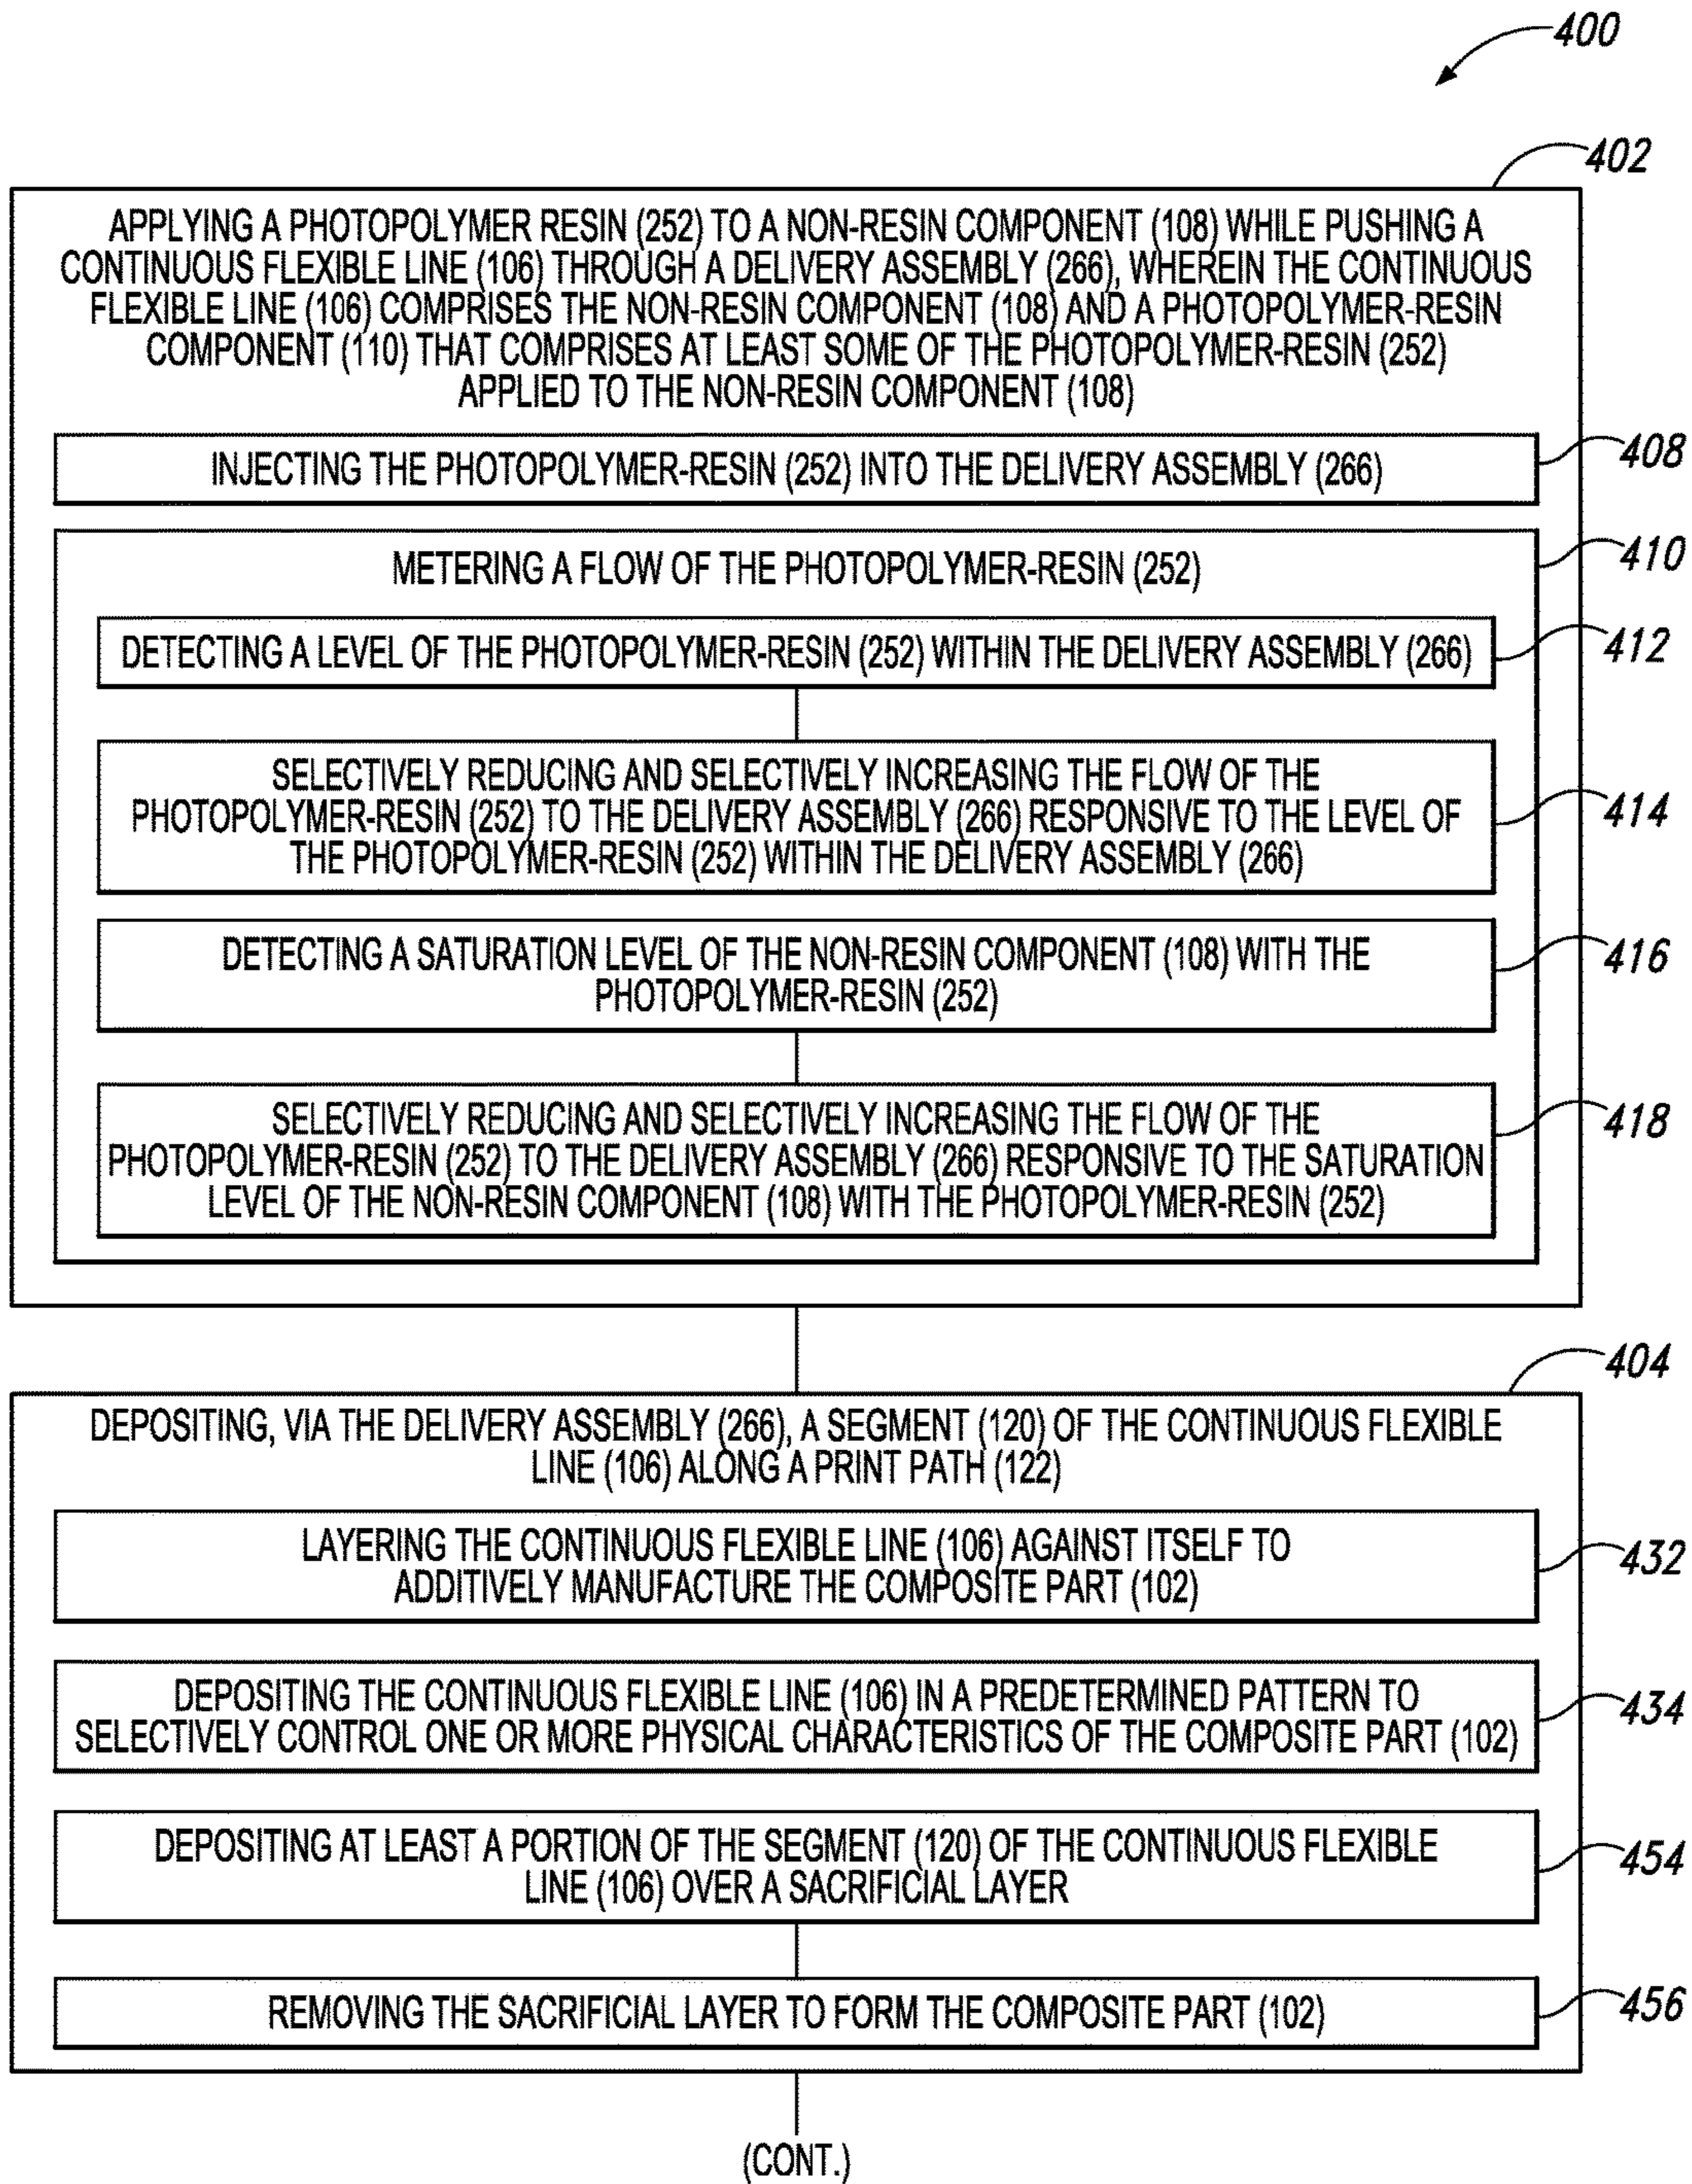 400
402
APPLYING A PHOTOPOLYMER RESIN (252) TO A NON-RESIN COMPONENT (108) WHILE PUSHING A
CONTINUOUS FLEXIBLE LINE (106) THROUGH A DELIVERY ASSEMBLY (266), WHEREIN THE CONTINUOUS
FLEXIBLE LINE (106) COMPRISES THE NON-RESIN COMPONENT (108) AND A PHOTOPOLYMER-RESIN
COMPONENT (110) THAT COMPRISES AT LEAST SOME OF THE PHOTOPOLYMER-RESIN (252)
APPLIED TO THE NON-RESIN COMPONENT (108)
INJECTING THE PHOTOPOLYMER-RESIN (252) INTO THE DELIVERY ASSEMBLY (266)
408
METERING A FLOW OF THE PHOTOPOLYMER-RESIN (252)
410
DETECTING A LEVEL OF THE PHOTOPOLYMER-RESIN (252) WITHIN THE DELIVERY ASSEMBLY (266)
412
SELECTIVELY REDUCING AND SELECTIVELY INCREASING THE FLOW OF THE
PHOTOPOLYMER-RESIN (252) TO THE DELIVERY ASSEMBLY (266) RESPONSIVE TO THE LEVEL OF
THE PHOTOPOLYMER-RESIN (252) WITHIN THE DELIVERY ASSEMBLY (266)
414
DETECTING A SATURATION LEVEL OF THE NON-RESIN COMPONENT (108) WITH THE
PHOTOPOLYMER-RESIN (252)
416
SELECTIVELY REDUCING AND SELECTIVELY INCREASING THE FLOW OF THE
PHOTOPOLYMER-RESIN (252) TO THE DELIVERY ASSEMBLY (266) RESPONSIVE TO THE SATURATION
LEVEL OF THE NON-RESIN COMPONENT (108) WITH THE PHOTOPOLYMER-RESIN (252)
418
404
DEPOSITING, VIA THE DELIVERY ASSEMBLY (266), A SEGMENT (120) OF THE CONTINUOUS FLEXIBLE
LINE (106) ALONG A PRINT PATH (122)
LAYERING THE CONTINUOUS FLEXIBLE LINE (106) AGAINST ITSELF TO
ADDITIVELY MANUFACTURE THE COMPOSITE PART (102)
432
DEPOSITING THE CONTINUOUS FLEXIBLE LINE (106) IN A PREDETERMINED PATTERN TO
SELECTIVELY CONTROL ONE OR MORE PHYSICAL CHARACTERISTICS OF THE COMPOSITE PART (102)
434
DEPOSITING AT LEAST A PORTION OF THE SEGMENT (120) OF THE CONTINUOUS FLEXIBLE
LINE (106) OVER A SACRIFICIAL LAYER
454
REMOVING THE SACRIFICIAL LAYER TO FORM THE COMPOSITE PART (102)
456
(CONT.)